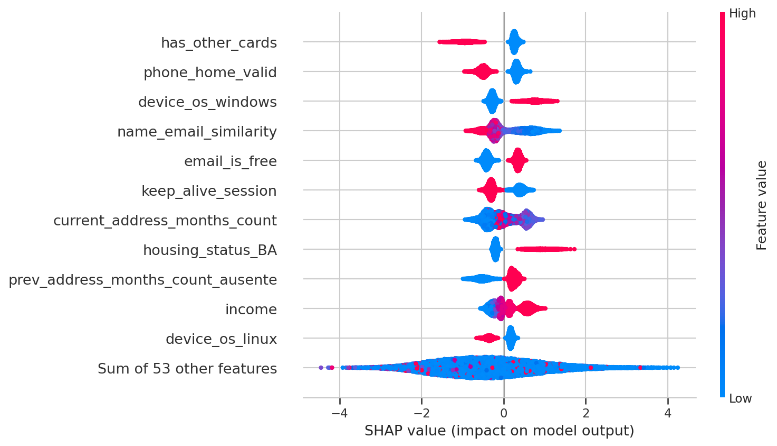 has_other_cards
phone_home_valid
device_os_windows
name_email_similarity
email_is_free
keep_alive_session
current_address_months_count
housing_status_BA
prev_address_months_count_ausente
income
device_os_linux
Sum of 53 other features
−4 −2 0 2 4
SHAP value (impact on model output)
High
Feature value
Low